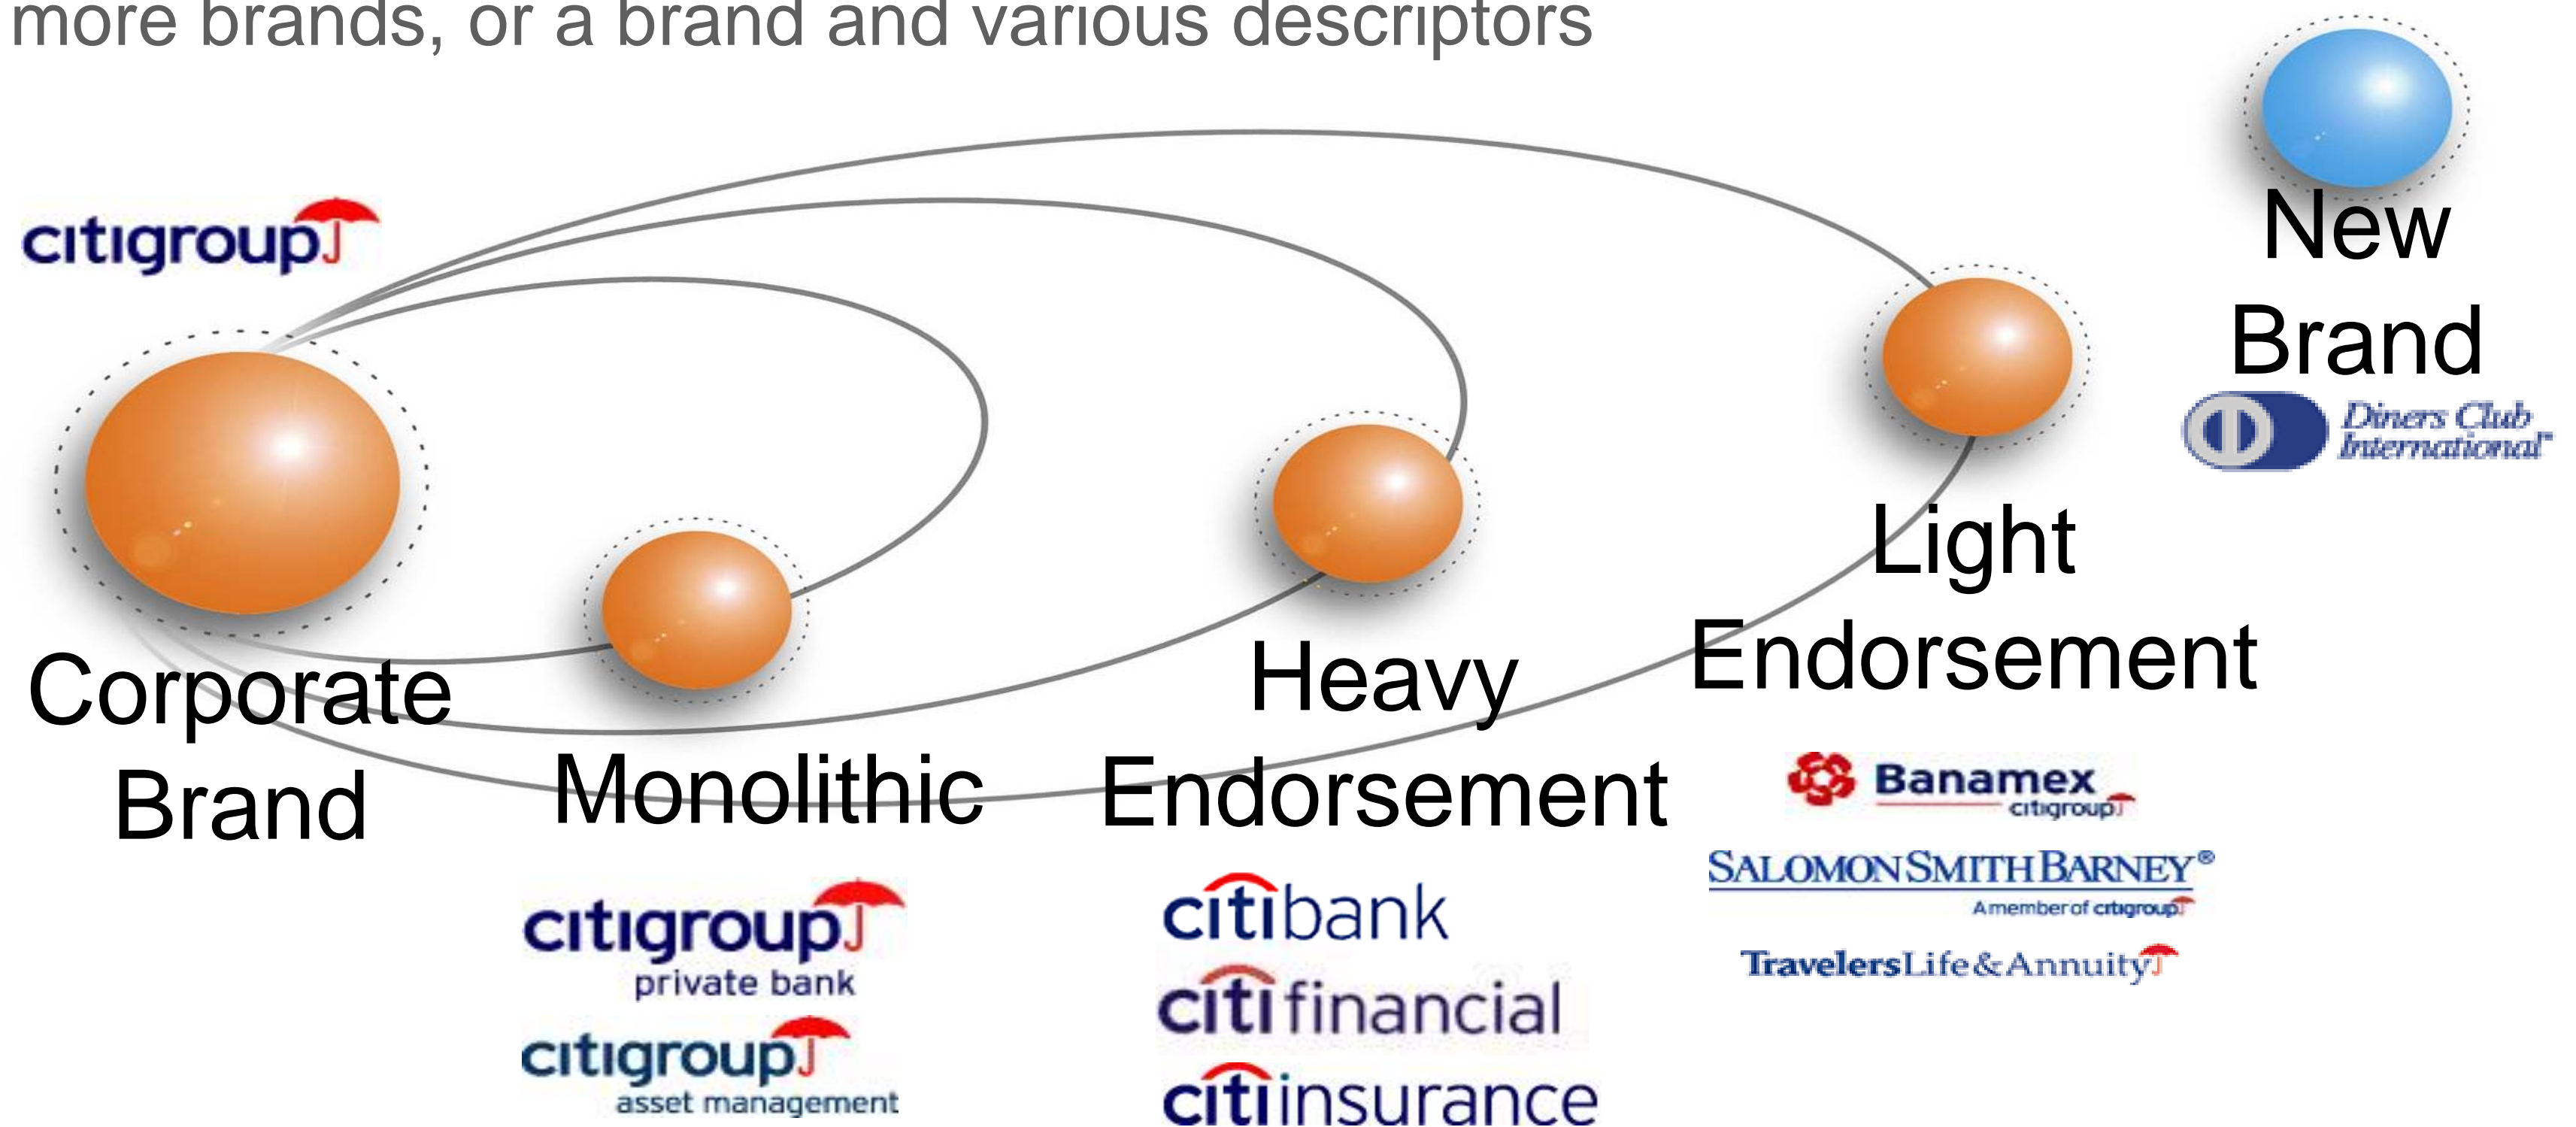 more brands, or a brand and various descriptors
citigroup
New
Brand
Diners Club
International®
Corporate
Brand
Monolithic
citigroup
private bank
citigroup
asset management
Heavy
Endorsement
citibank
citifinancial
citiinsurance
Light
Endorsement
Banamex
citigroup
SALOMON SMITH BARNEY®
A member of citigroup
Travelers Life & Annuity